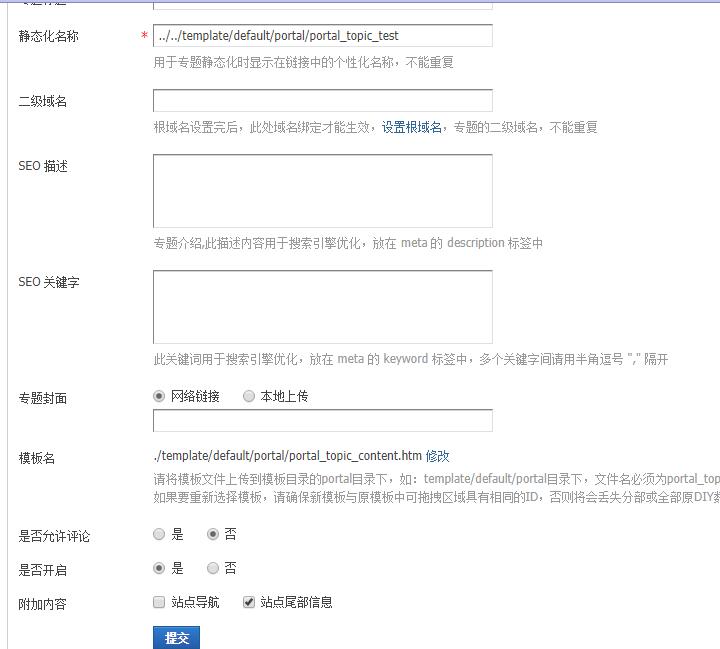 静态化名称
* ../../template/default/portal/portal_topic_test
用于专题静态化时显示在链接中的个性化名称，不能重复
二级域名
根域名设置完后，此处域名绑定才能生效，设置根域名，专题的二级域名，不能重复
SEO 描述
专题介绍,此描述内容用于搜索引擎优化，放在 meta 的 description 标签中
SEO 关键字
此关键词用于搜索引擎优化，放在 meta 的 keyword 标签中，多个关键字间请用半角逗号 "," 隔开
专题封面
网络链接 本地上传
模板名
./template/default/portal/portal_topic_content.htm 修改
请将模板文件上传到模板目录的portal目录下，如：template/default/portal目录下，文件名必须为portal_top
如果要重新选择模板，请确保新模板与原模板中可拖拽区域具有相同的ID，否则将会丢失分部或全部原DIY数
是否允许评论
是 否
是否开启
是 否
附加内容
站点导航 站点尾部信息
提交